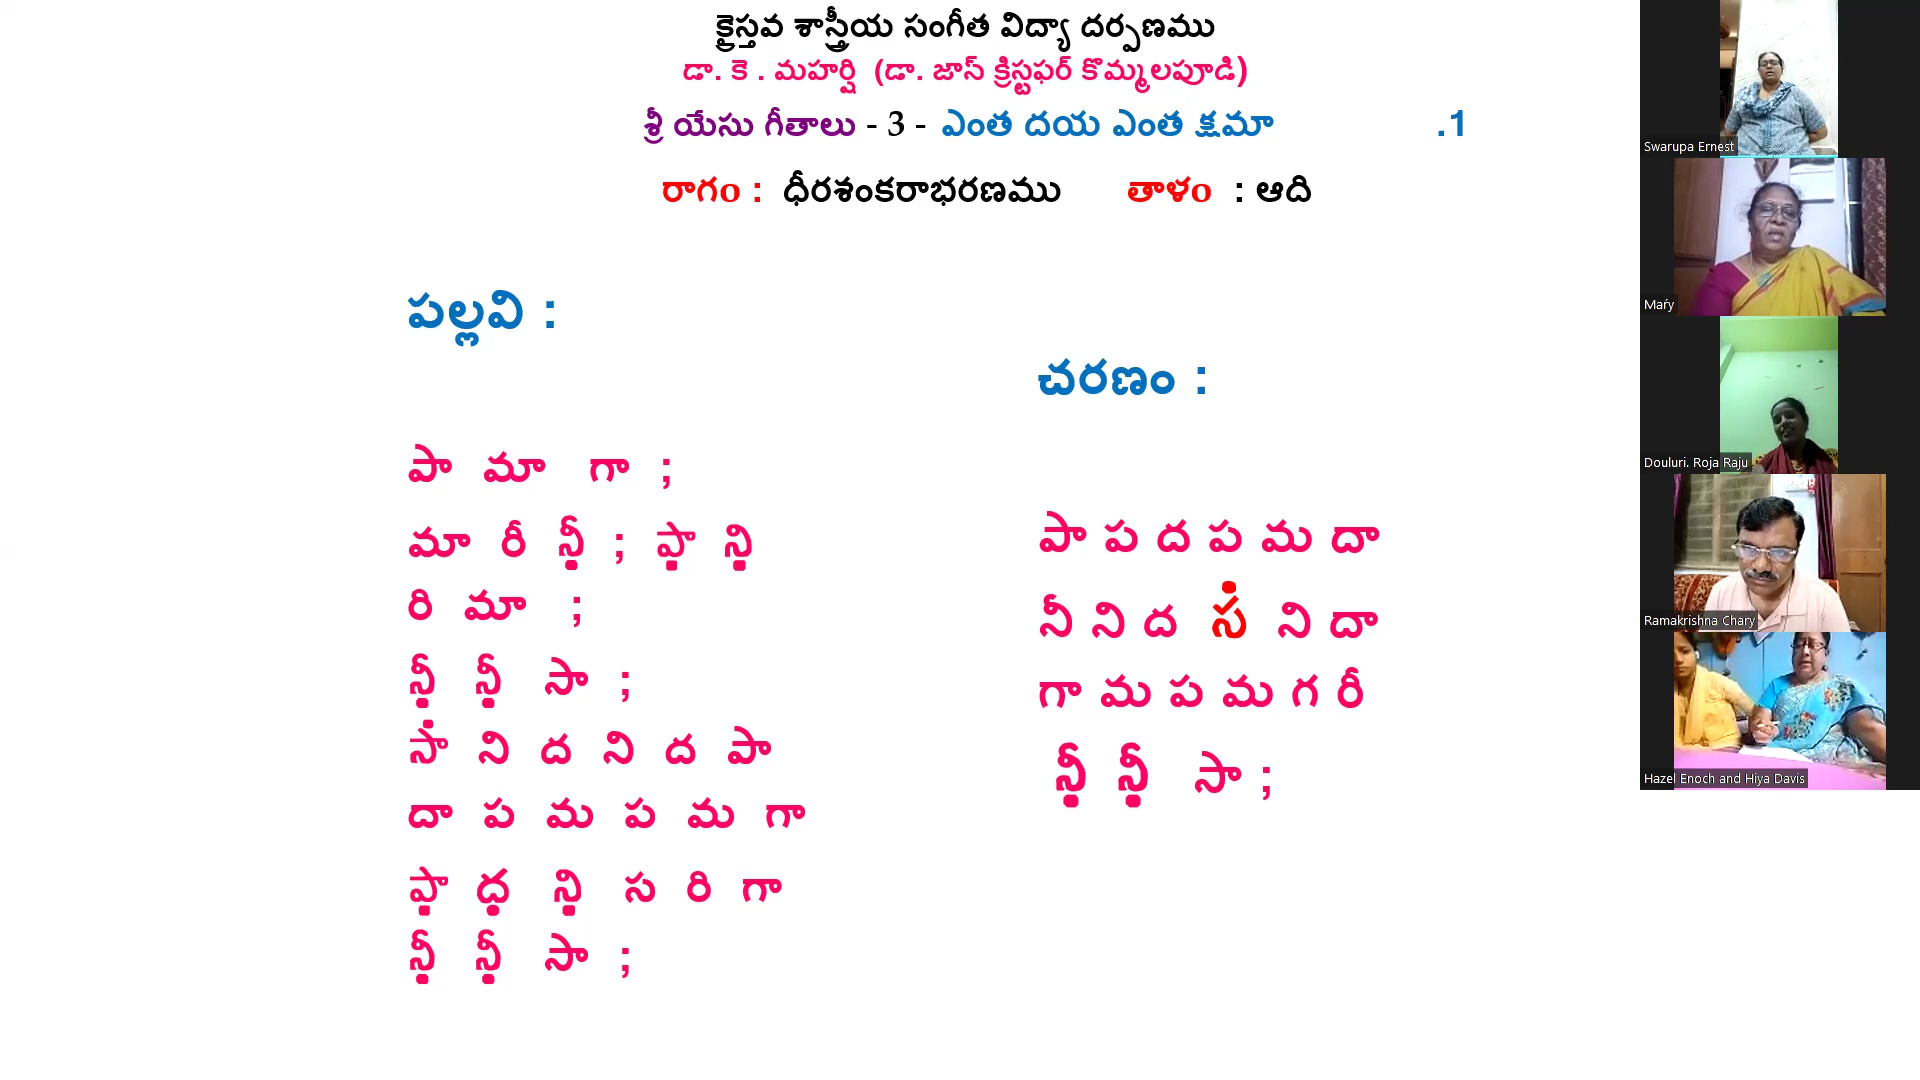 క్రైస్తవ శాస్త్రీయ సంగీత విద్యా దర్పణము
డా. కె . మహర్షి (డా. జాస్ క్రిస్టఫర్ కొమ్మలపూడి)
శ్రీ యేసు గీతాలు - 3 - ఎంత దయ ఎంత క్షమా .1
రాగం : ధీరశంకరాభరణము తాళం : ఆది
పల్లవి :
పా మా గా ;
మా రీ నీ̣ ; పా̣ ని̣
రి మా ;
నీ̣ నీ̣ సా ;
సా̇ ని ద ని ద పా
దా ప మ ప మ గా
పా̣ ధ̣ ని̣ స రి గా
నీ̣ నీ̣ సా ;
చరణం :
పా ప ద ప మ దా
నీ ని ద స̇ ని దా
గా మ ప మ గ రీ
నీ̣ నీ̣ సా ;
Swarupa Ernest
Maŕy
Douluri. Roja Raju
Ramakrishna Chary
Hazel Enoch and Hiya Davis